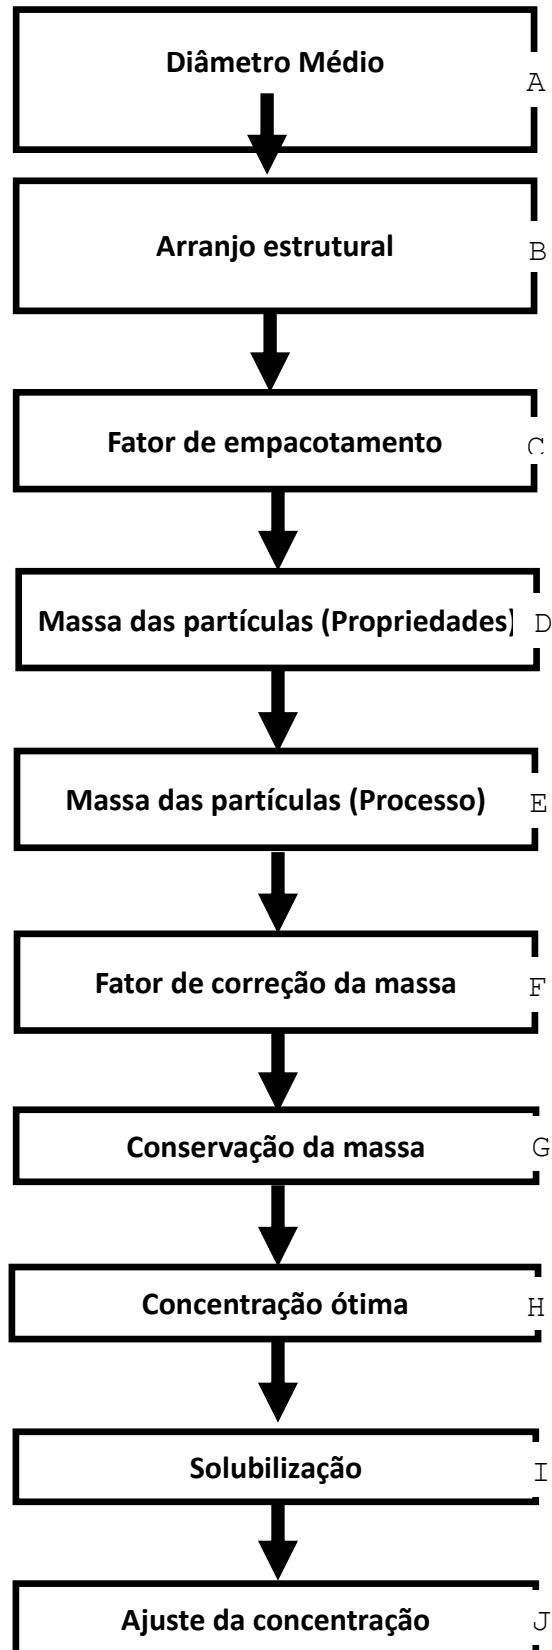 Diâmetro Médio
A
Arranjo estrutural
B
Fator de empacotamento
C
Massa das partículas (Propriedades)
D
Massa das partículas (Processo)
E
Fator de correção da massa
F
Conservação da massa
G
Concentração ótima
H
Solubilização
I
Ajuste da concentração
J